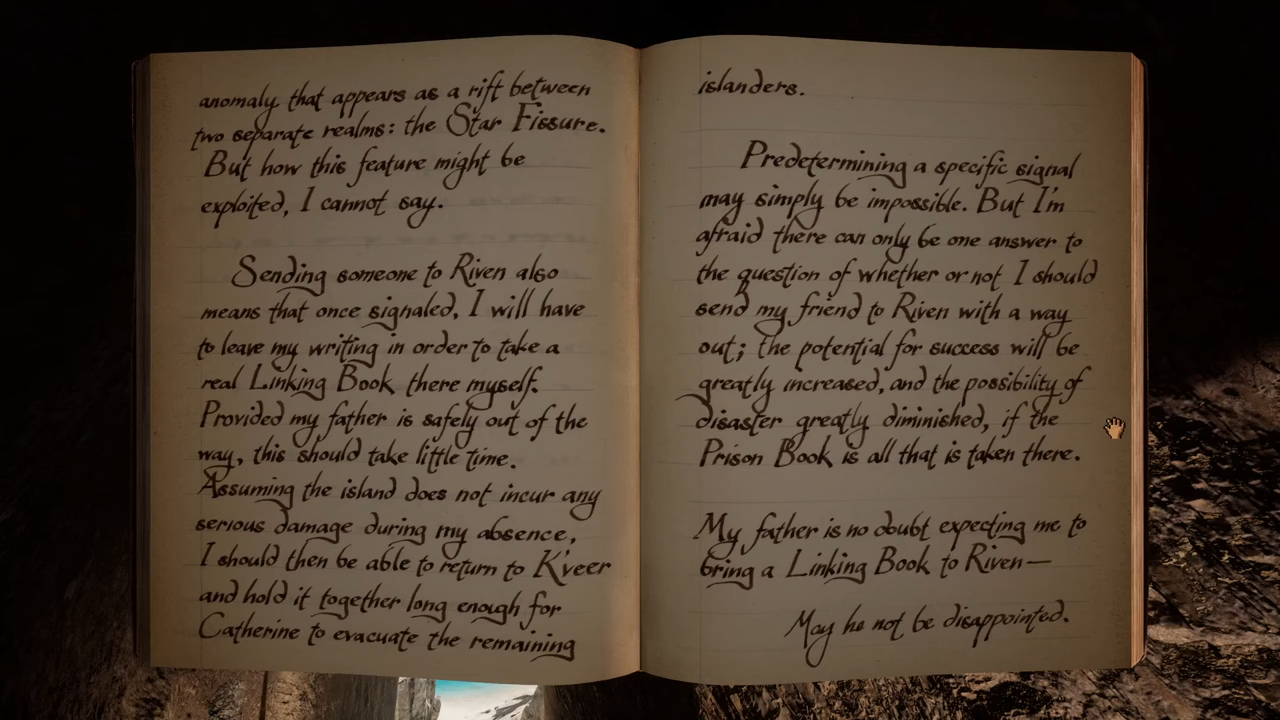 anomaly that appears as a rift between
two separate realms: the Star Fissure.
But how this feature might be
exploited, I cannot say.
Sending someone to Riven also
means that once signaled, I will have
to leave my writing in order to take a
real Linking Book there myself.
Provided my father is safely out of the
way, this should take little time.
Assuming the island does not incur any
serious damage during my absence,
I should then be able to return to K'veer
and hold it together long enough for
Catherine to evacuate the remaining
islanders.
Predetermining a specific signal
may simply be impossible. But I'm
afraid there can only be one answer to
the question of whether or not I should
send my friend to Riven with a way
out; the potential for success will be
greatly increased, and the possibility of
disaster greatly diminished, if the
Prison Book is all that is taken there.
My father is no doubt expecting me to
bring a Linking Book to Riven—
May he not be disappointed.